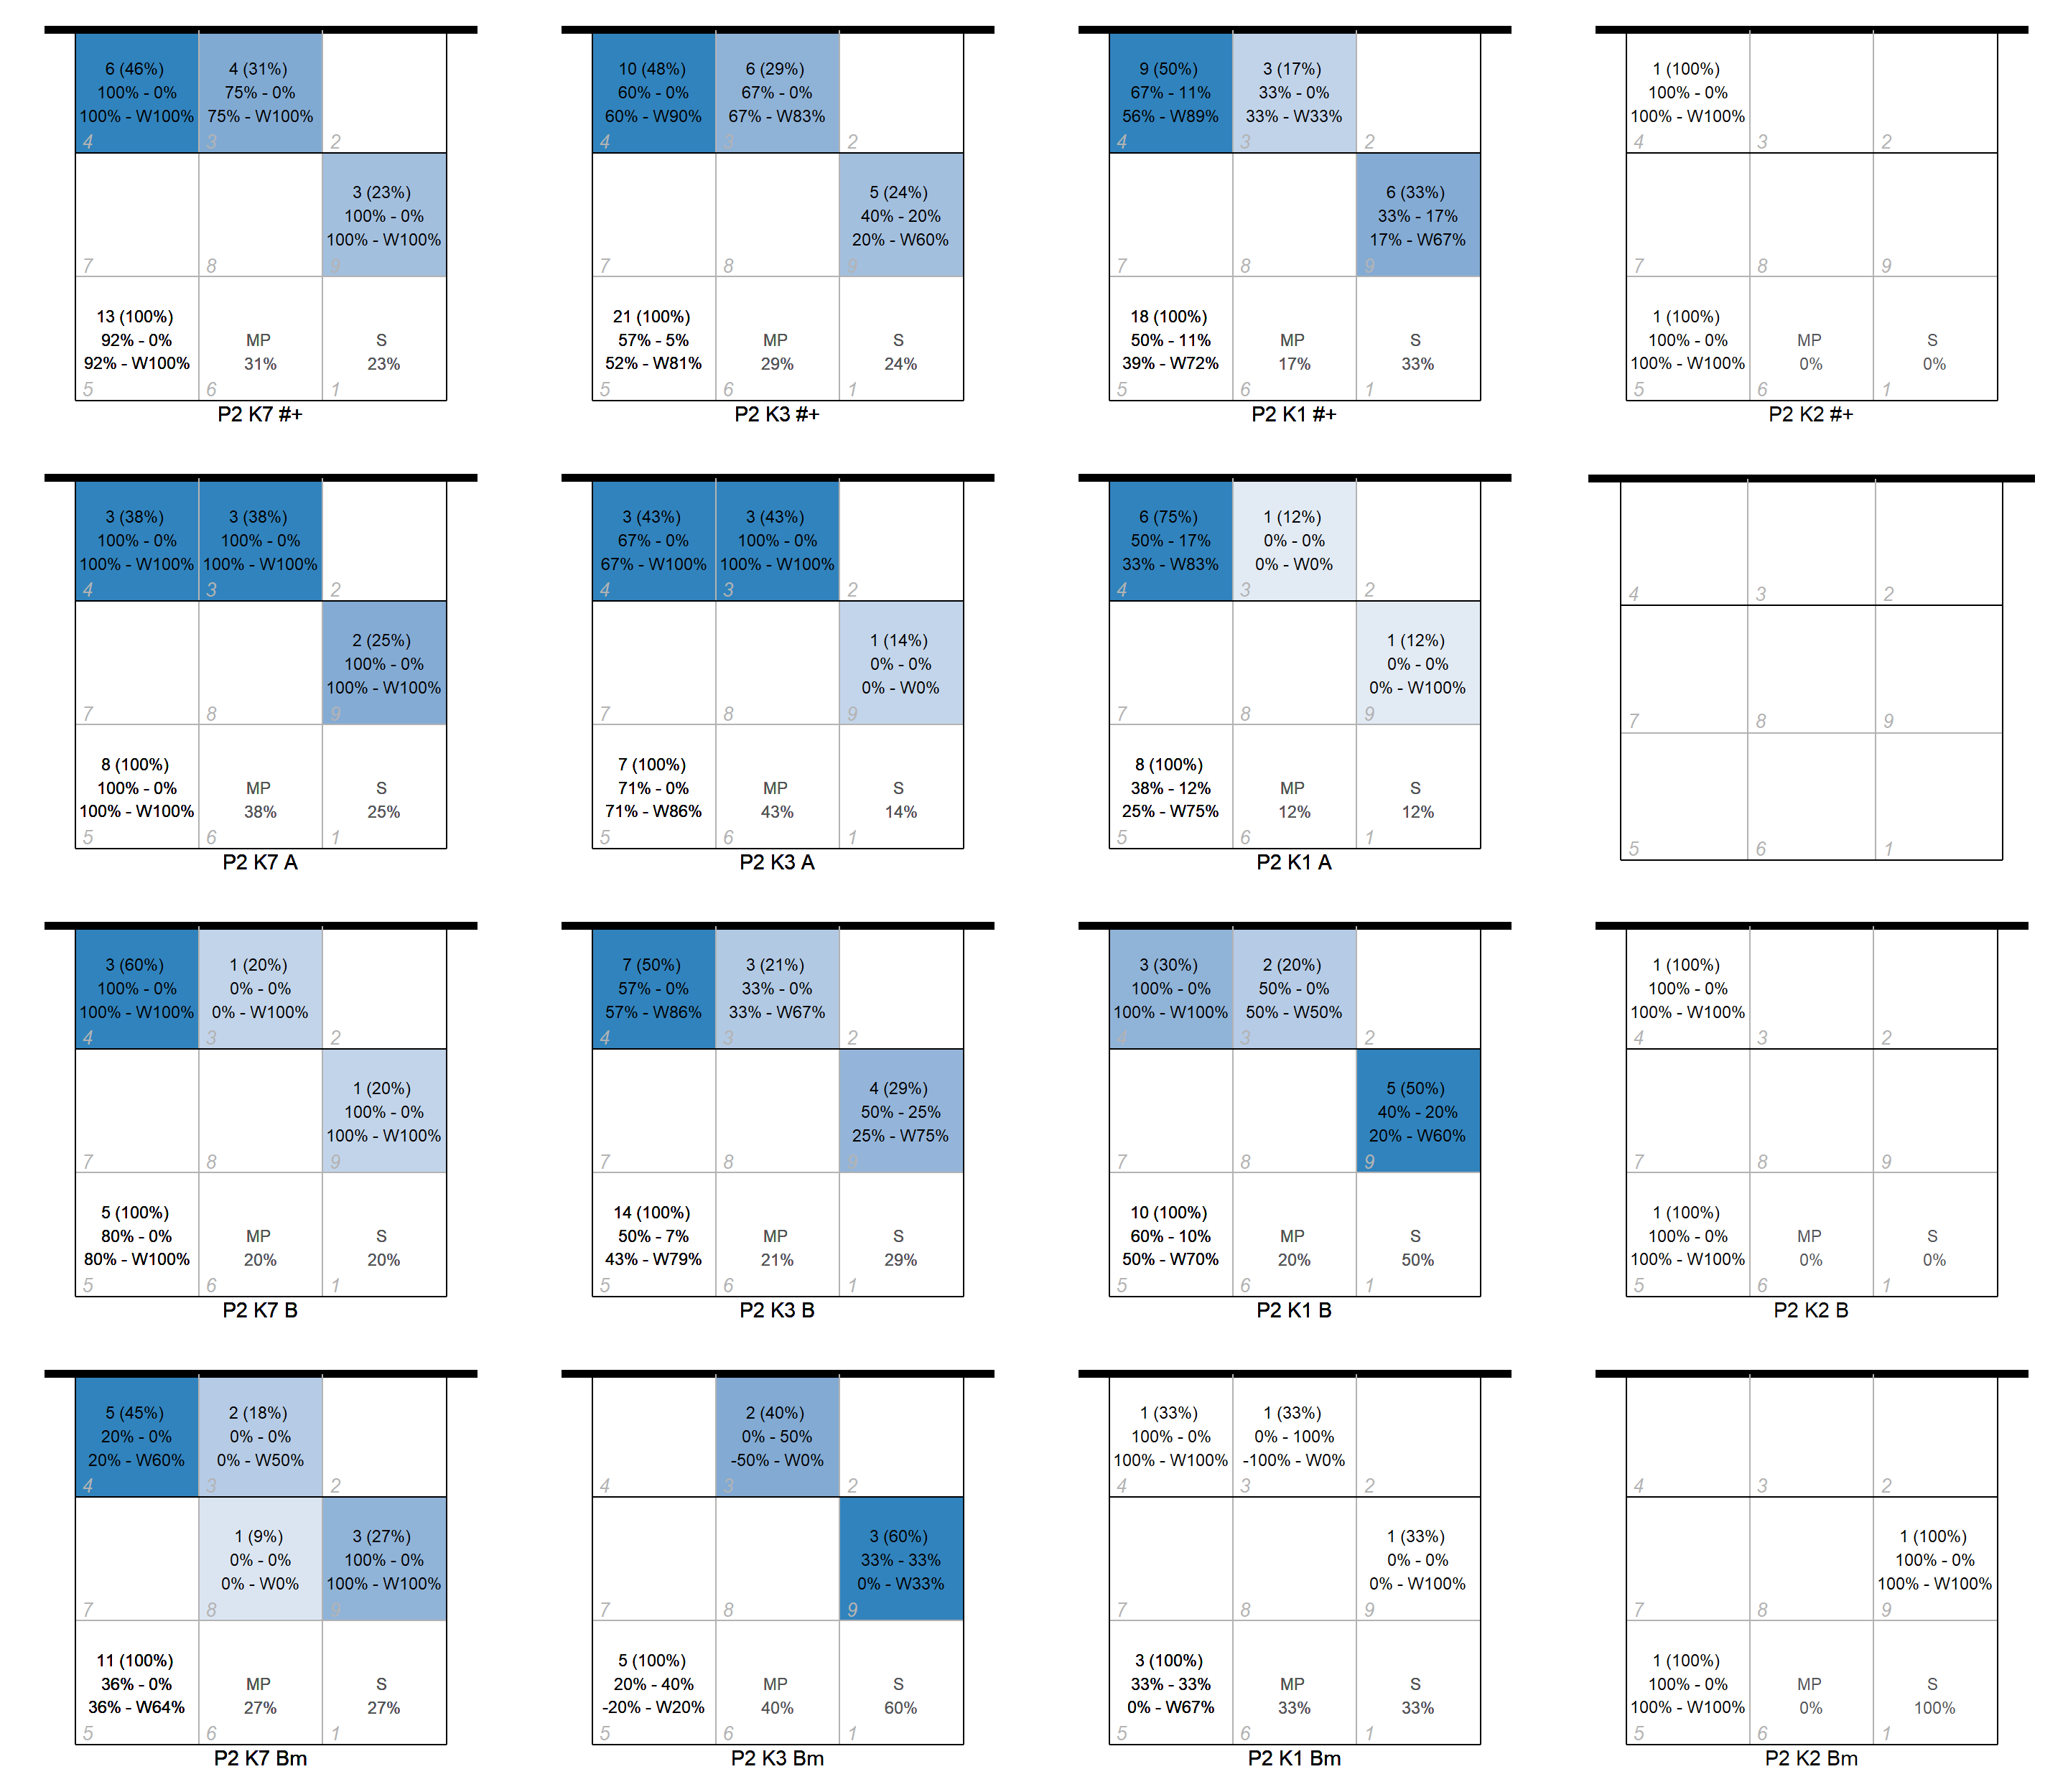 6 (46%)
100% - 0%
100% - W100%
4
4 (31%)
75% - 0%
75% - W100%
3
2
7
8
3 (23%)
100% - 0%
100% - W100%
9
13 (100%)
92% - 0%
92% - W100%
5
MP
31%
6
S
23%
1
P2 K7 #+
10 (48%)
60% - 0%
60% - W90%
4
6 (29%)
67% - 0%
67% - W83%
3
2
7
8
5 (24%)
40% - 20%
20% - W60%
9
21 (100%)
57% - 5%
52% - W81%
5
MP
29%
6
S
24%
1
P2 K3 #+
9 (50%)
67% - 11%
56% - W89%
4
3 (17%)
33% - 0%
33% - W33%
3
2
7
8
6 (33%)
33% - 17%
17% - W67%
9
18 (100%)
50% - 11%
39% - W72%
5
MP
17%
6
S
33%
1
P2 K1 #+
1 (100%)
100% - 0%
100% - W100%
4
3
2
7
8
9
1 (100%)
100% - 0%
100% - W100%
5
MP
0%
6
S
0%
1
P2 K2 #+
3 (38%)
100% - 0%
100% - W100%
4
3 (38%)
100% - 0%
100% - W100%
3
2
7
8
2 (25%)
100% - 0%
100% - W100%
9
8 (100%)
100% - 0%
100% - W100%
5
MP
38%
6
S
25%
1
P2 K7 A
3 (43%)
67% - 0%
67% - W100%
4
3 (43%)
100% - 0%
100% - W100%
3
2
7
8
1 (14%)
0% - 0%
0% - W0%
9
7 (100%)
71% - 0%
71% - W86%
5
MP
43%
6
S
14%
1
P2 K3 A
6 (75%)
50% - 17%
33% - W83%
4
1 (12%)
0% - 0%
0% - W0%
3
2
7
8
1 (12%)
0% - 0%
0% - W100%
9
8 (100%)
38% - 12%
25% - W75%
5
MP
12%
6
S
12%
1
P2 K1 A
4
3
2
7
8
9
5
6
1
3 (60%)
100% - 0%
100% - W100%
4
1 (20%)
0% - 0%
0% - W100%
3
2
7
8
1 (20%)
100% - 0%
100% - W100%
9
5 (100%)
80% - 0%
80% - W100%
5
MP
20%
6
S
20%
1
P2 K7 B
7 (50%)
57% - 0%
57% - W86%
4
3 (21%)
33% - 0%
33% - W67%
3
2
7
8
4 (29%)
50% - 25%
25% - W75%
9
14 (100%)
50% - 7%
43% - W79%
5
MP
21%
6
S
29%
1
P2 K3 B
3 (30%)
100% - 0%
100% - W100%
4
2 (20%)
50% - 0%
50% - W50%
3
2
7
8
5 (50%)
40% - 20%
20% - W60%
9
10 (100%)
60% - 10%
50% - W70%
5
MP
20%
6
S
50%
1
P2 K1 B
1 (100%)
100% - 0%
100% - W100%
4
3
2
7
8
9
1 (100%)
100% - 0%
100% - W100%
5
MP
0%
6
S
0%
1
P2 K2 B
5 (45%)
20% - 0%
20% - W60%
4
2 (18%)
0% - 0%
0% - W50%
3
2
7
1 (9%)
0% - 0%
0% - W0%
8
3 (27%)
100% - 0%
100% - W100%
9
11 (100%)
36% - 0%
36% - W64%
5
MP
27%
6
S
27%
1
P2 K7 Bm
4
2 (40%)
0% - 50%
-50% - W0%
3
2
7
8
3 (60%)
33% - 33%
0% - W33%
9
5 (100%)
20% - 40%
-20% - W20%
5
MP
40%
6
S
60%
1
P2 K3 Bm
1 (33%)
100% - 0%
100% - W100%
4
1 (33%)
0% - 100%
-100% - W0%
3
2
7
8
1 (33%)
0% - 0%
0% - W100%
9
3 (100%)
33% - 33%
0% - W67%
5
MP
33%
6
S
33%
1
P2 K1 Bm
4
3
2
7
8
1 (100%)
100% - 0%
100% - W100%
9
1 (100%)
100% - 0%
100% - W100%
5
MP
0%
6
S
100%
1
P2 K2 Bm